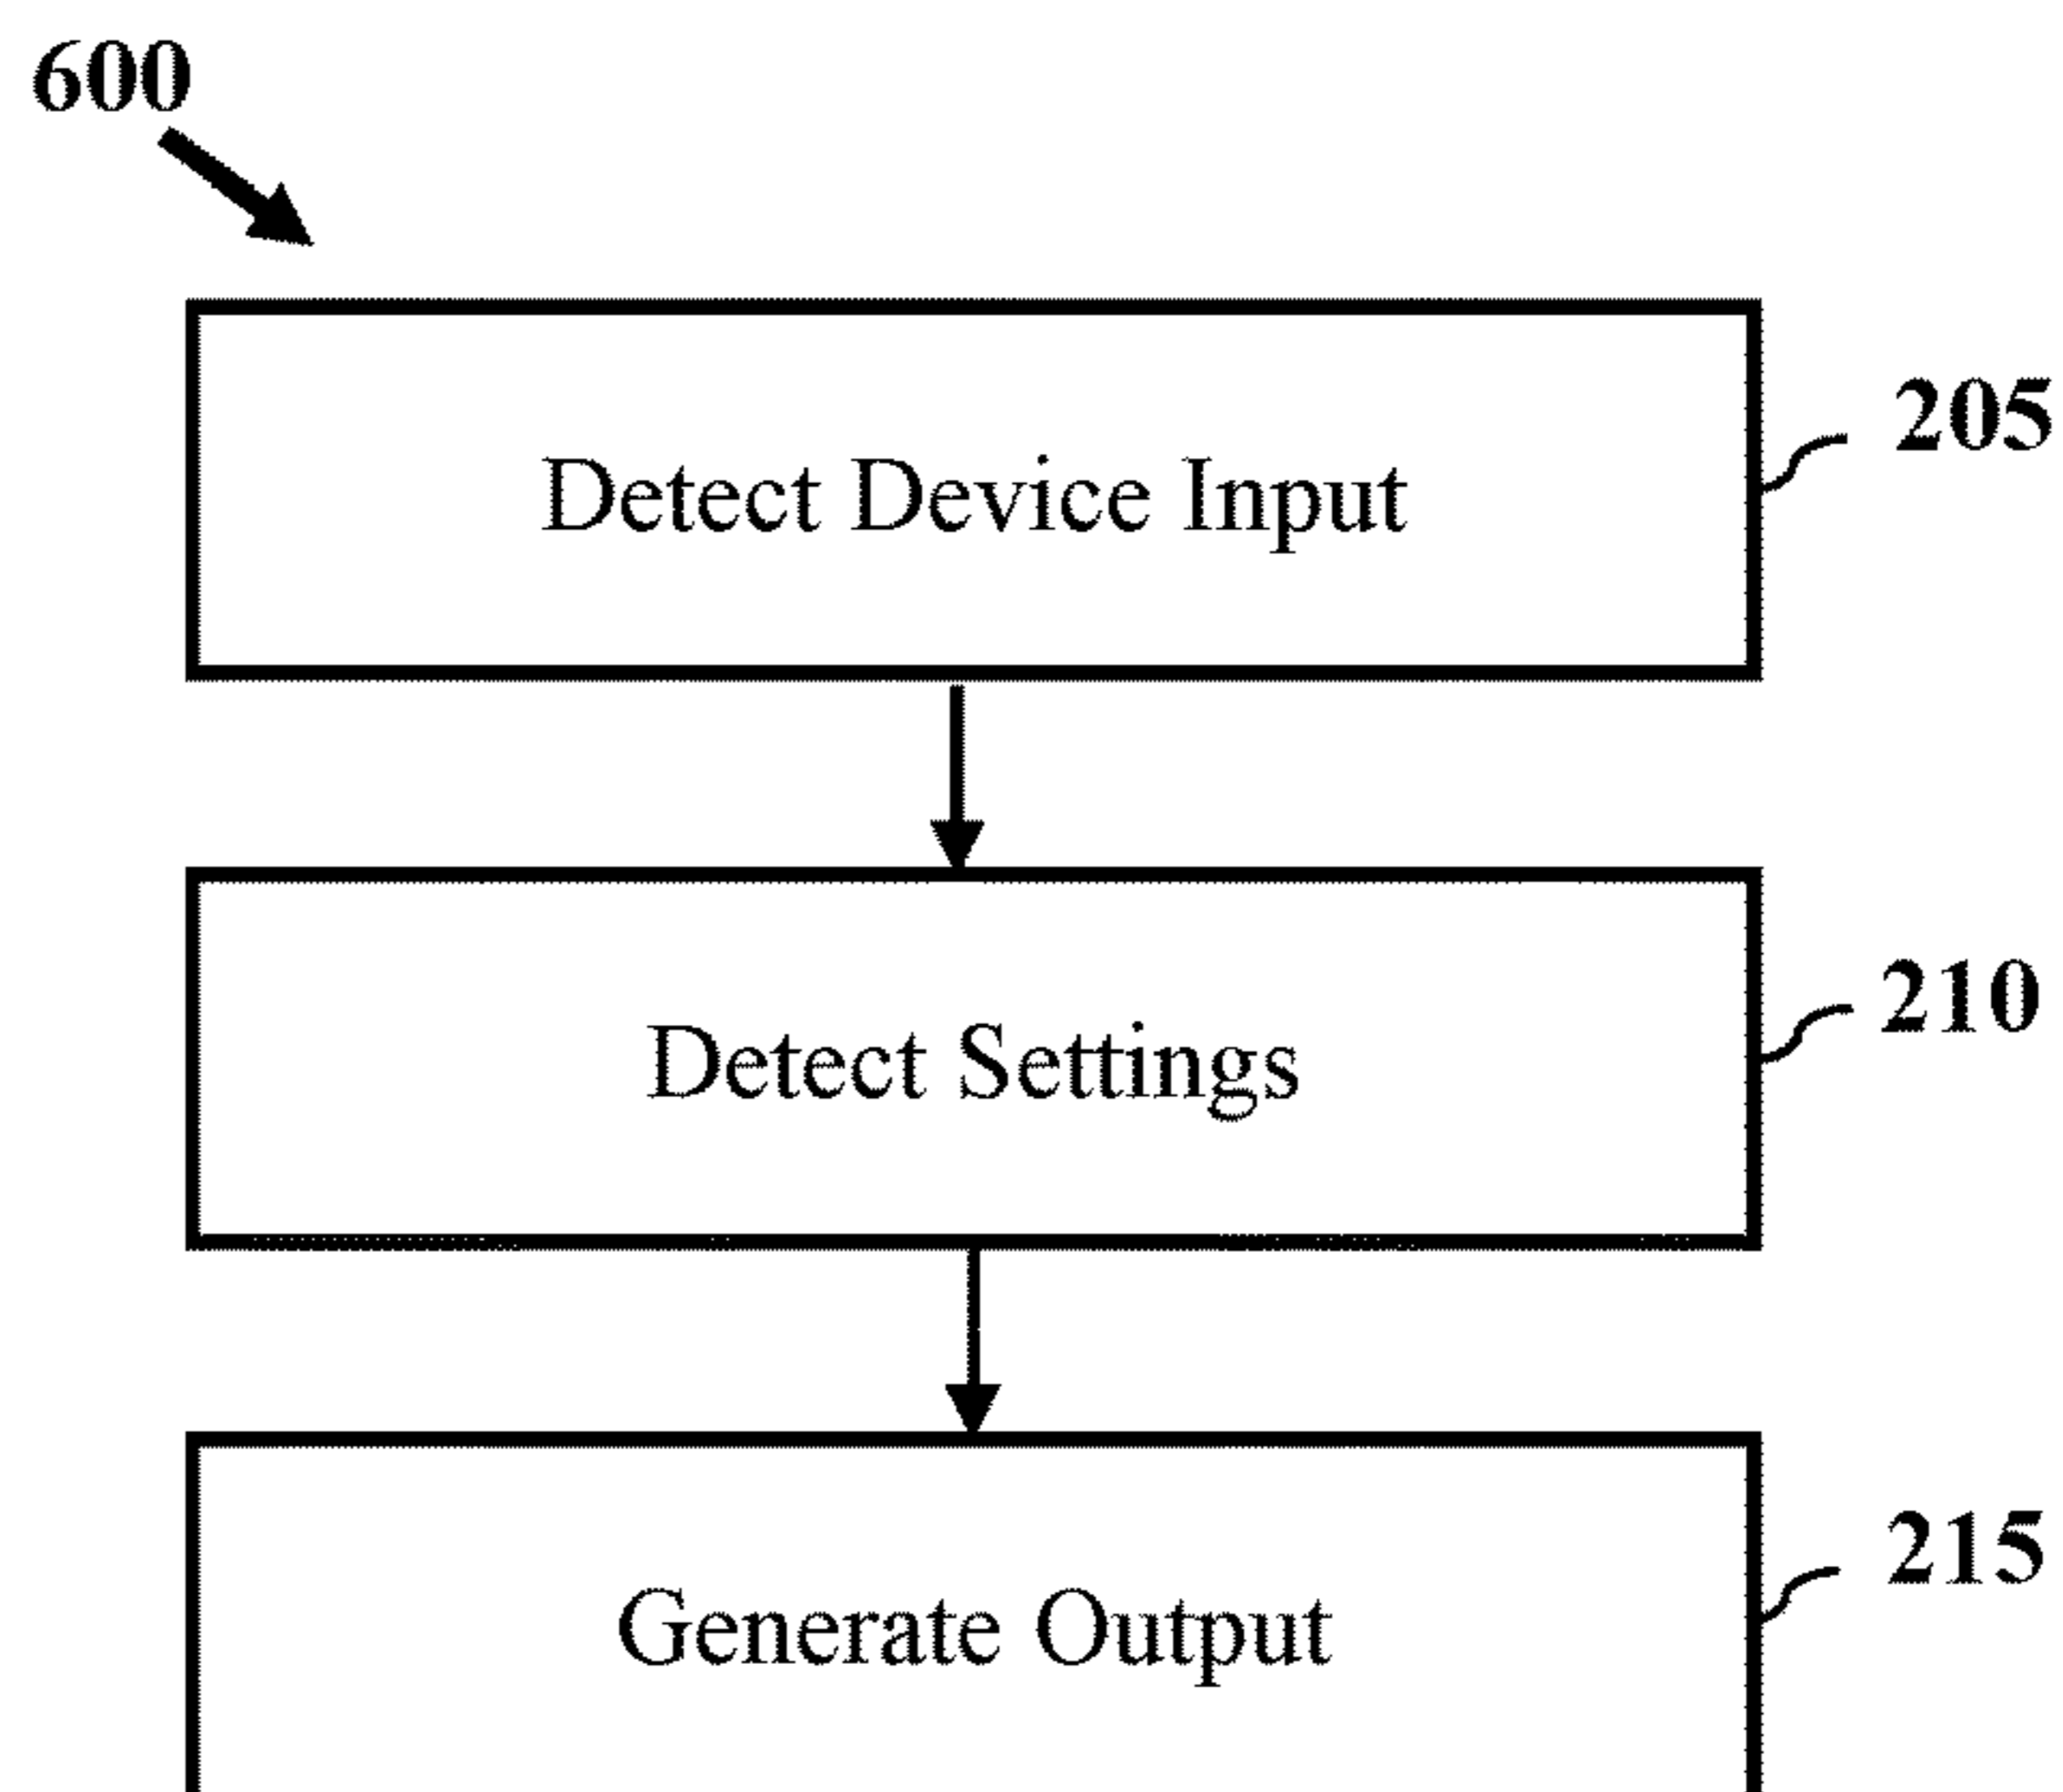 600
Detect Device Input
205
Detect Settings
210
Generate Output
215